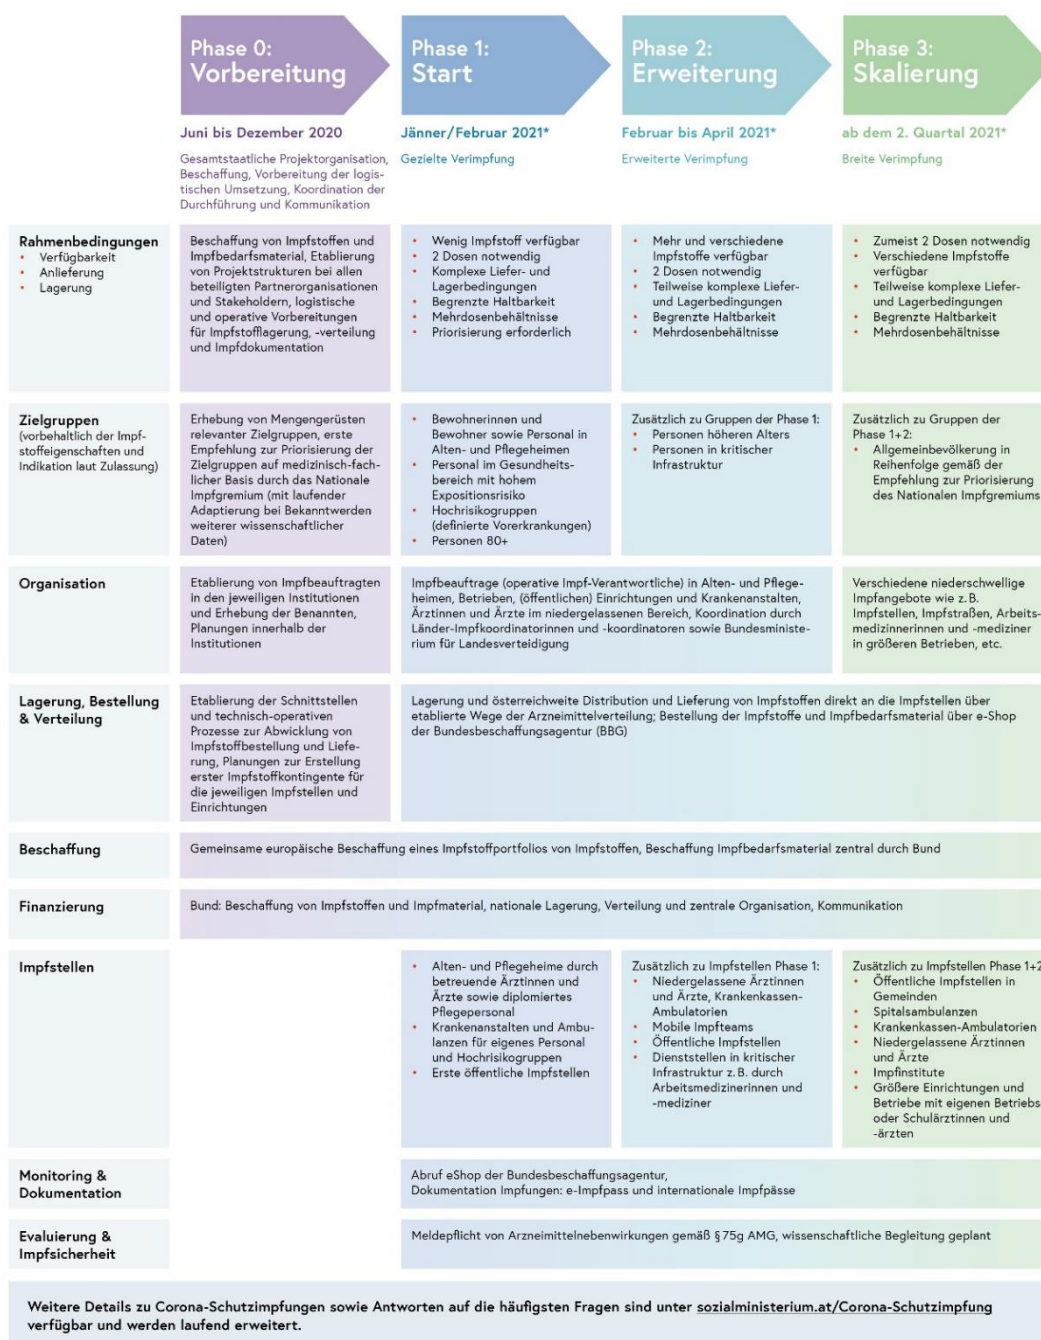 Phase 0:
Vorbereitung
Phase 1:
Start
Phase 2:
Erweiterung
Phase 3:
Skalierung
Juni bis Dezember 2020
Gesamtstaatliche Projektorganisation,
Beschaffung, Vorbereitung der logis-
tischen Umsetzung, Koordination der
Durchführung und Kommunikation
Jänner/Februar 2021*
Gezielte Verimpfung
Februar bis April 2021*
Erweiterte Verimpfung
ab dem 2. Quartal 2021*
Breite Verimpfung
Rahmenbedingungen
• Verfügbarkeit
• Anlieferung
• Lagerung
Beschaffung von Impfstoffen und
Impfbedarfsmaterial, Etablierung
von Projektstrukturen bei allen
beteiligten Partnerorganisationen
und Stakeholdern, logistische
und operative Vorbereitungen
für Impfstofflagerung, -verteilung
und Impfdokumentation
• Wenig Impfstoff verfügbar
• 2 Dosen notwendig
• Komplexe Liefer- und
Lagerbedingungen
• Begrenzte Haltbarkeit
• Mehrdosenbehältnisse
• Priorisierung erforderlich
• Mehr und verschiedene
Impfstoffe verfügbar
• 2 Dosen notwendig
• Teilweise komplexe Liefer-
und Lagerbedingungen
• Begrenzte Haltbarkeit
• Mehrdosenbehältnisse
• Zumeist 2 Dosen notwendig
• Verschiedene Impfstoffe
verfügbar
• Teilweise komplexe Liefer-
und Lagerbedingungen
• Begrenzte Haltbarkeit
• Mehrdosenbehältnisse
Zielgruppen
(vorbehaltlich der Impf-
stoffeigenschaften und
Indikation laut Zulassung)
Erhebung von Mengengerüsten
relevanter Zielgruppen, erste
Empfehlung zur Priorisierung der
Zielgruppen auf medizinisch-fach-
licher Basis durch das Nationale
Impfgremium (mit laufender
Adaptierung bei Bekanntwerden
weiterer wissenschaftlicher
Daten)
• Bewohnerinnen und
Bewohner sowie Personal in
Alten- und Pflegeheimen
• Personal im Gesundheits-
bereich mit hohem
Expositionsrisiko
• Hochrisikogruppen
(definierte Vorerkrankungen)
• Personen 80+
Zusätzlich zu Gruppen der Phase 1:
• Personen höheren Alters
• Personen in kritischer
Infrastruktur
Zusätzlich zu Gruppen der
Phase 1+2:
• Allgemeinbevölkerung in
Reihenfolge gemäß der
Empfehlung zur Priorisierung
des Nationalen Impfgremiums
Organisation
Etablierung von Impfbeauftragten
in den jeweiligen Institutionen
und Erhebung der Benannten,
Planungen innerhalb der
Institutionen
Impfbeauftrage (operative Impf-Verantwortliche) in Alten- und Pflege-
heimen, Betrieben, (öffentlichen) Einrichtungen und Krankenanstalten,
Ärztinnen und Ärzte im niedergelassenen Bereich, Koordination durch
Länder-Impfkoordinatorinnen und -koordinatoren sowie Bundesministe-
rium für Landesverteidigung
Verschiedene niederschwellige
Impfangebote wie z.B.
Impfstellen, Impfstraßen, Arbeits-
medizinnerinnen und -mediziner
in größeren Betrieben, etc.
Lagerung, Bestellung
& Verteilung
Etablierung der Schnittstellen
und technisch-operativen
Prozesse zur Abwicklung von
Impfstoffbestellung und Liefe-
rung, Planungen zur Erstellung
erster Impfstoffkontingente für
die jeweiligen Impfstellen und
Einrichtungen
Lagerung und österreichweite Distribution und Lieferung von Impfstoffen direkt an die Impfstellen über
etablierte Wege der Arzneimittelverteilung; Bestellung der Impfstoffe und Impfbedarfsmaterial über e-Shop
der Bundesbeschaffungsagentur (BBG)
Beschaffung
Gemeinsame europäische Beschaffung eines Impfstoffportfolios von Impfstoffen, Beschaffung Impfbedarfsmaterial zentral durch Bund
Finanzierung
Bund: Beschaffung von Impfstoffen und Impfmaterial, nationale Lagerung, Verteilung und zentrale Organisation, Kommunikation
Impfstellen
• Alten- und Pflegeheime durch
betreuende Ärztinnen und
Ärzte sowie diplomiertes
Pflegepersonal
• Krankenanstalten und Ambu-
lanzen für eigenes Personal
und Hochrisikogruppen
• Erste öffentliche Impfstellen
Zusätzlich zu Impfstellen Phase 1:
• Niedergelassene Ärztinnen
und Ärzte, Krankenkassen-
Ambulatorien
• Mobile Impfteams
• Öffentliche Impfstellen
• Dienststellen in kritischer
Infrastruktur z.B. durch
Arbeitsmedizinerinnen und
-mediziner
Zusätzlich zu Impfstellen Phase 1+2
• Öffentliche Impfstellen in
Gemeinden
• Spitalsambulanzen
• Krankenkassen-Ambulatorien
• Niedergelassene Ärztinnen
und Ärzte
• Impfinstitute
• Größere Einrichtungen und
Betriebe mit eigenen Betriebs
oder Schulärztinnen und
-ärzten
Monitoring &
Dokumentation
Abruf eShop der Bundesbeschaffungsagentur,
Dokumentation Impfungen: e-Impfpass und internationale Impfpässe
Evaluierung &
Impfsicherheit
Meldepflicht von Arzneimittelnebenwirkungen gemäß §75g AMG, wissenschaftliche Begleitung geplant
Weitere Details zu Corona-Schutzimpfungen sowie Antworten auf die häufigsten Fragen sind unter sozialministerium.at/Corona-Schutzimpfung
verfügbar und werden laufend erweitert.